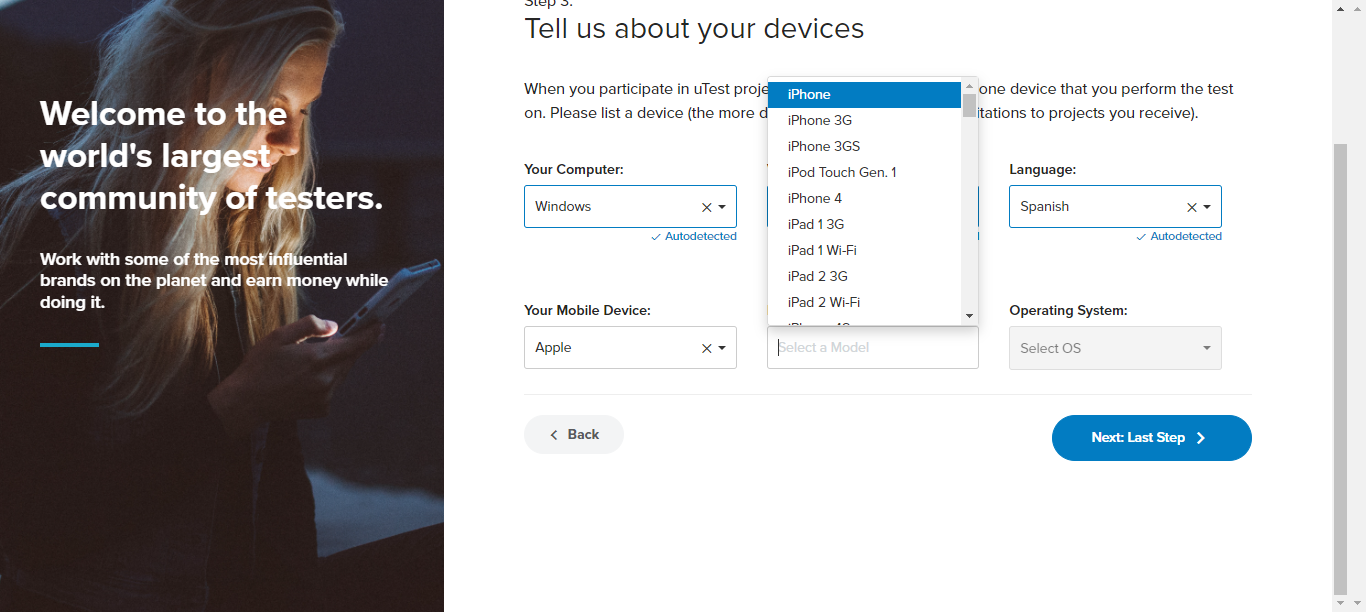 Welcome to the
world's largest
community of testers.
Work with some of the most influential
brands on the planet and earn money while
doing it.
Step 3:
Tell us about your devices
When you participate in uTest one device that you perform the test
on. Please list a device (the more to projects you receive).
Your Computer:
Windows
Autodetected
Language:
Spanish
Autodetected
iPhone
iPhone 3G
iPhone 3GS
iPod Touch Gen. 1
iPhone 4
iPad 1 3G
iPad 1 Wi-Fi
iPad 2 3G
iPad 2 Wi-Fi
Your Mobile Device:
Apple
Select a Model
Operating System:
Select OS
Back
Next: Last Step